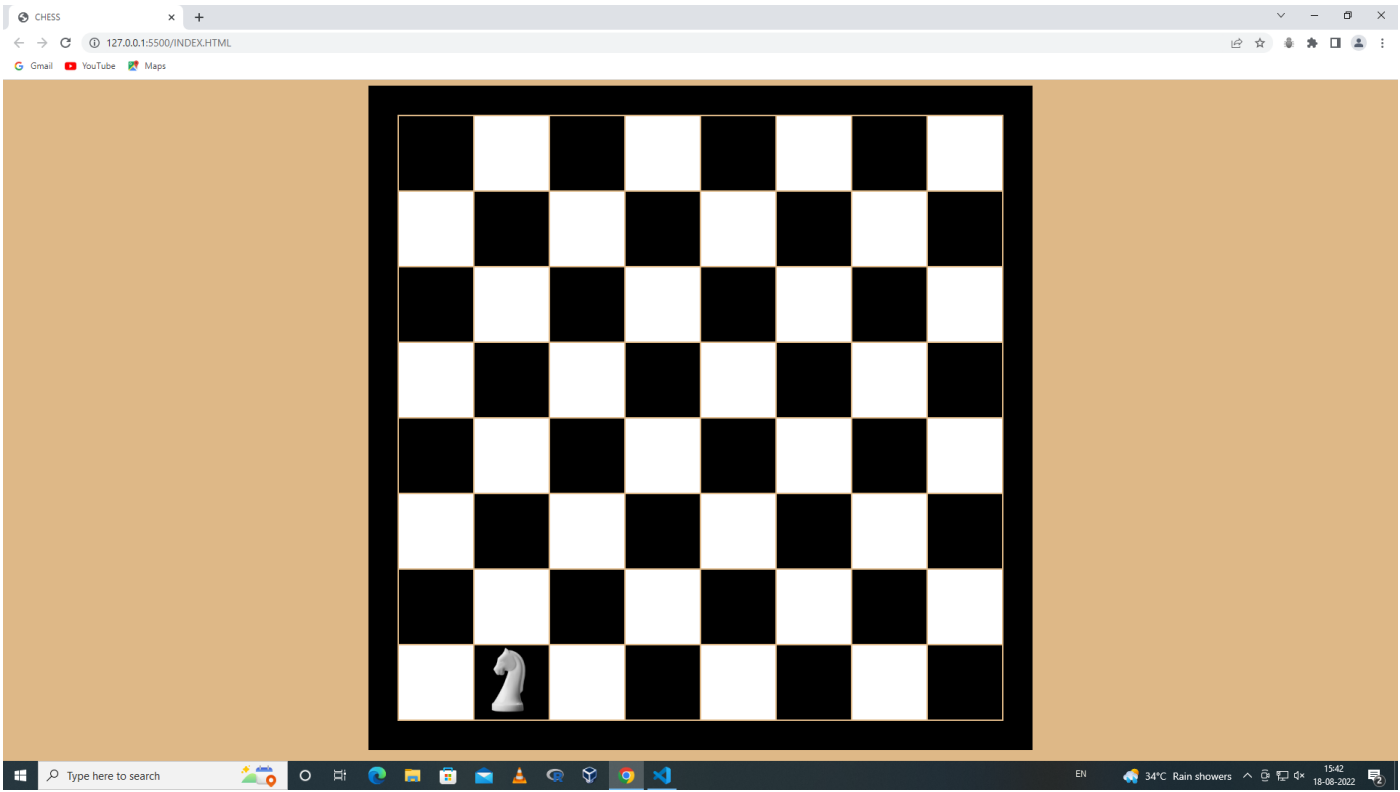 CHESS
127.0.0.1:5500/INDEX.HTML
Gmail YouTube Maps
Type here to search
EN
34°C Rain showers
15:42
18-08-2022
2